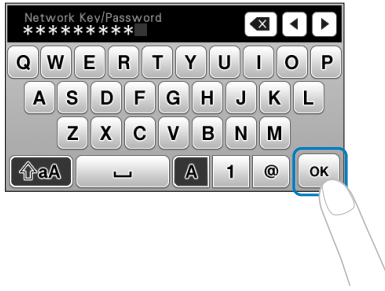 Network Key/Password
*********
Q W E R T Y U I O P
A S D F G H J K L
Z X C V B N M
aA A 1 @ OK